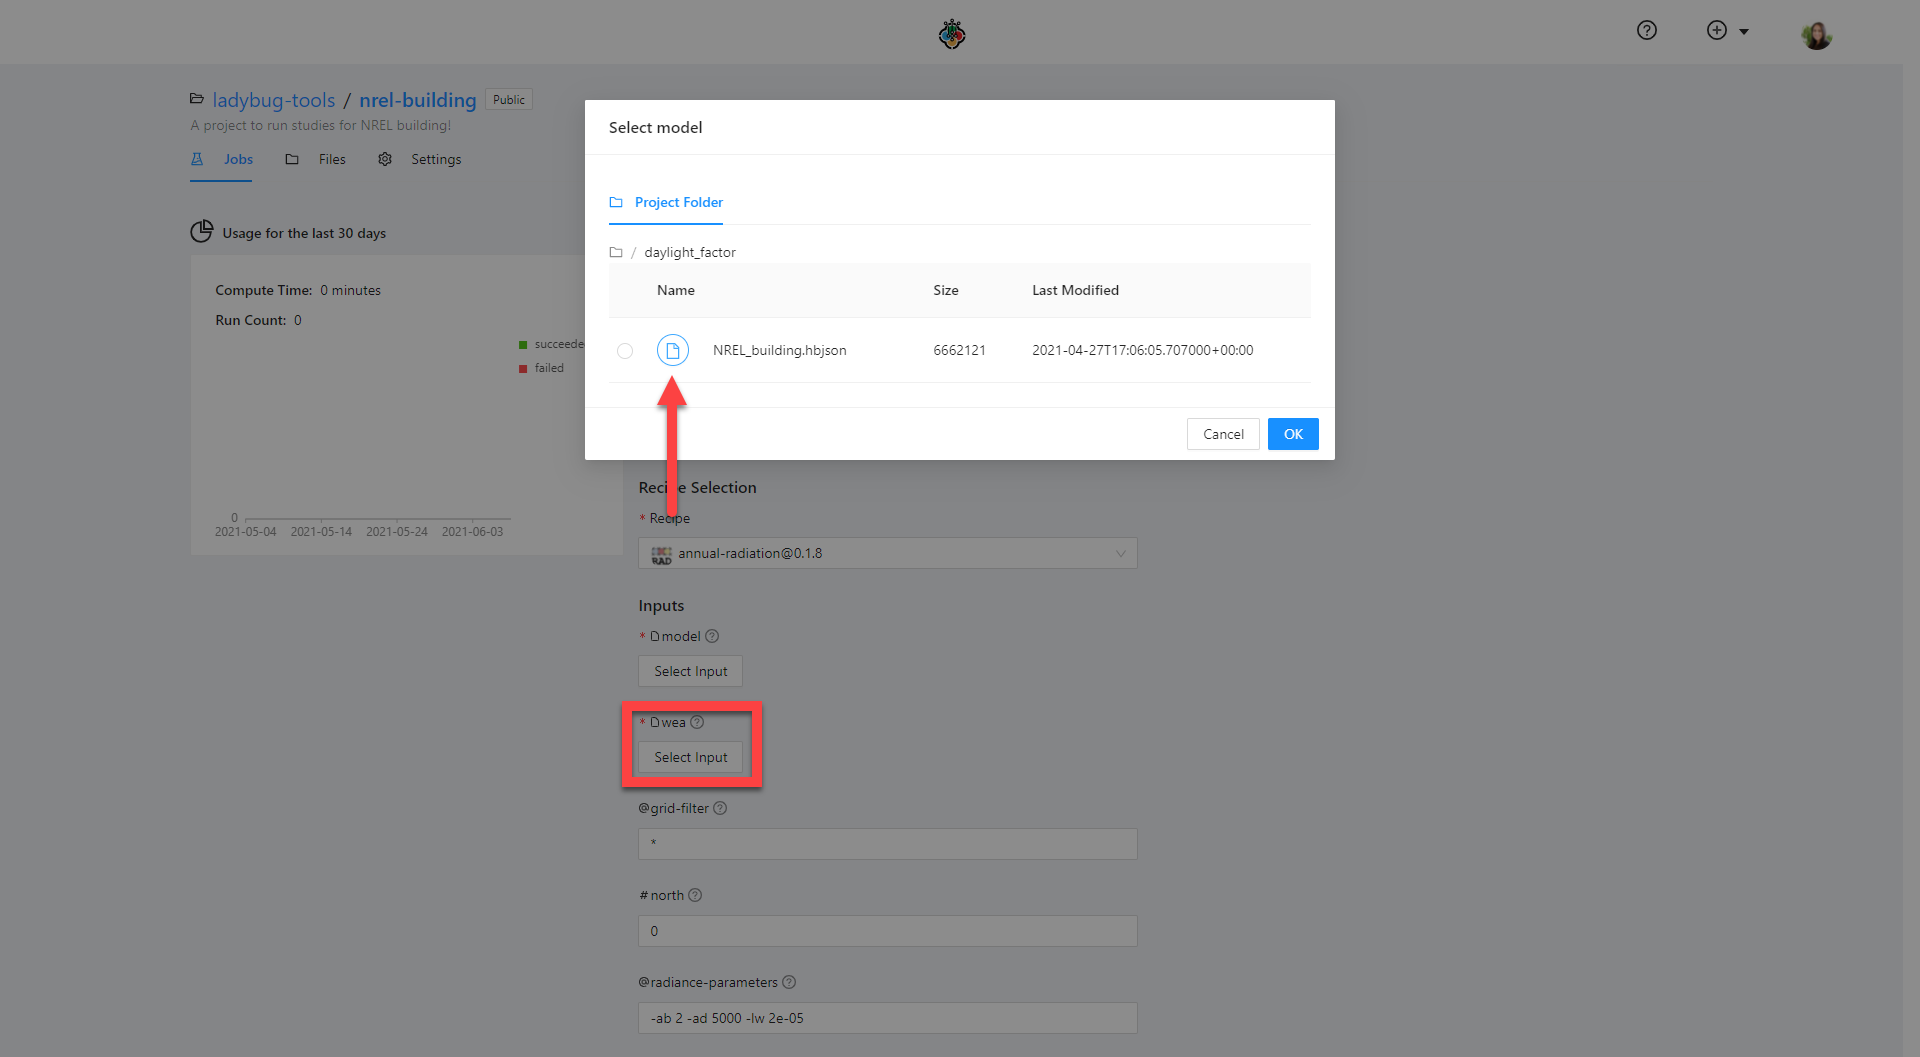 ladybug-tools / nrel-building Public
A project to run studies for NREL building!
Jobs Files Settings
Usage for the last 30 days
Compute Time: 0 minutes
Run Count: 0
succeede
failed
0
2021-05-04 2021-05-14 2021-05-24 2021-06-03
Select model
Project Folder
/ daylight_factor
Name Size Last Modified
NREL_building.hbjson 6662121 2021-04-27T17:06:05.707000+00:00
Cancel OK
Recipe Selection
* Recipe
RAD annual-radiation@0.1.8
Inputs
* model
Select Input
* wea
Select Input
@grid-filter
*
# north
0
@radiance-parameters
-ab 2 -ad 5000 -lw 2e-05